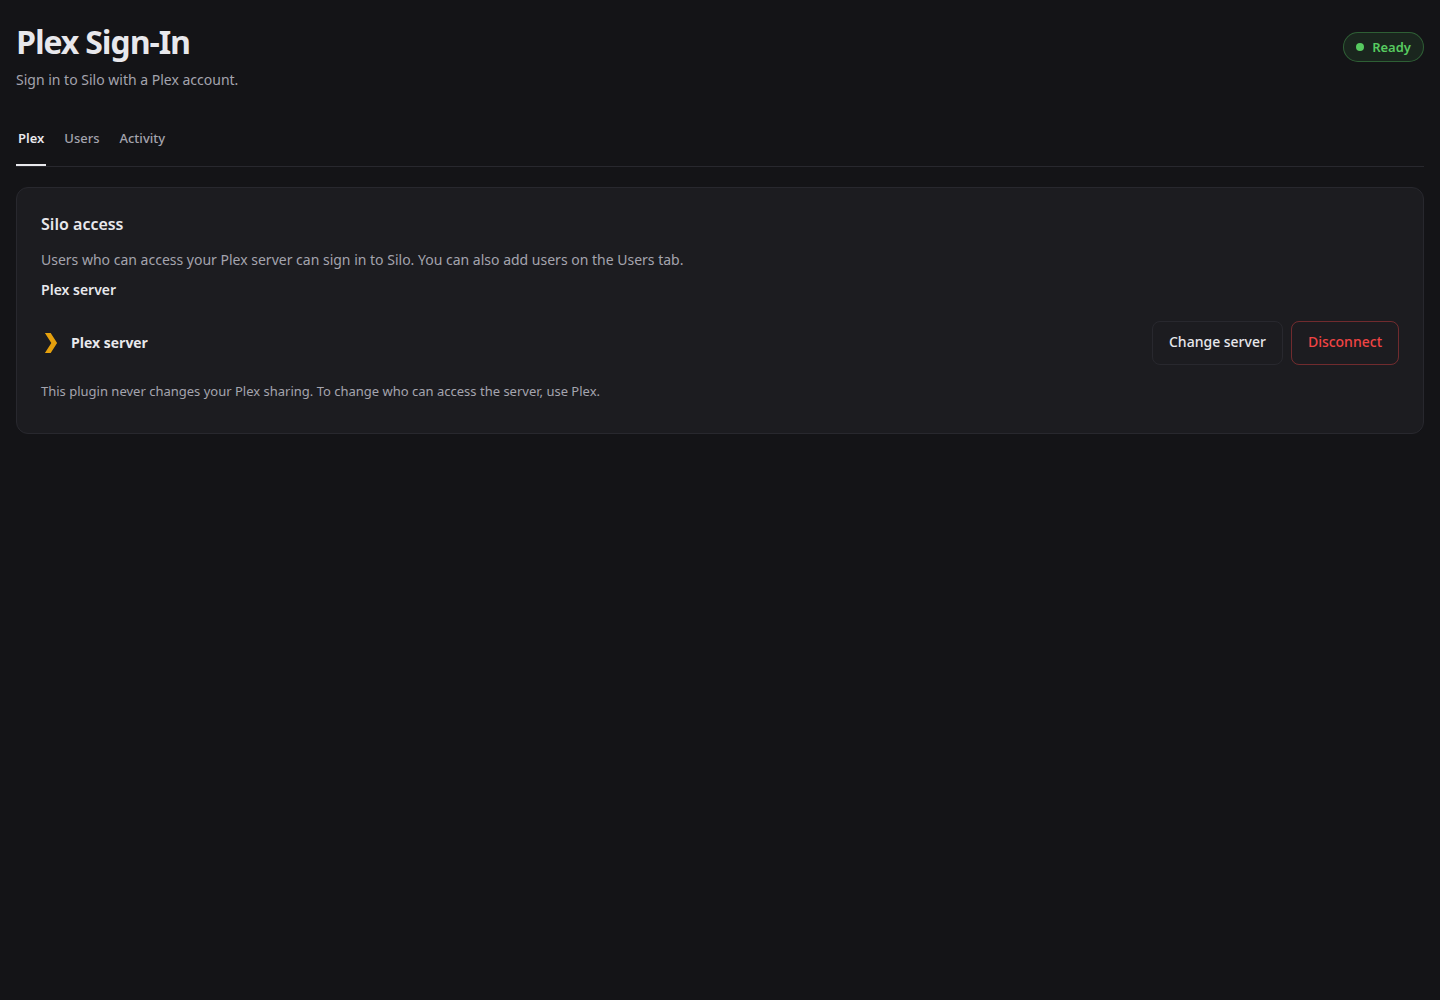 Plex Sign-In
Ready
Sign in to Silo with a Plex account.
Plex Users Activity
Silo access
Users who can access your Plex server can sign in to Silo. You can also add users on the Users tab.
Plex server
Plex server Change server Disconnect
This plugin never changes your Plex sharing. To change who can access the server, use Plex.